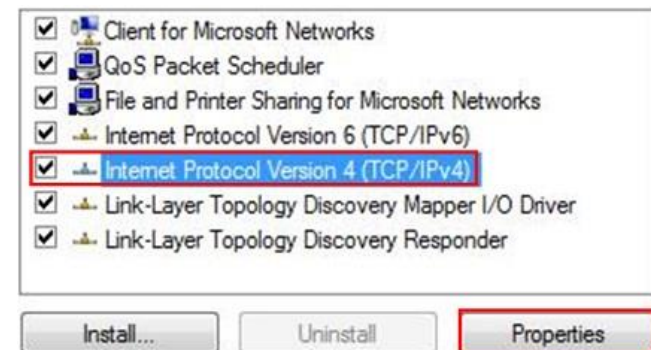 Client for Microsoft Networks
QoS Packet Scheduler
File and Printer Sharing for Microsoft Networks
Internet Protocol Version 6 (TCP/IPv6)
Internet Protocol Version 4 (TCP/IPv4)
Link-Layer Topology Discovery Mapper I/O Driver
Link-Layer Topology Discovery Responder
Install... Uninstall Properties